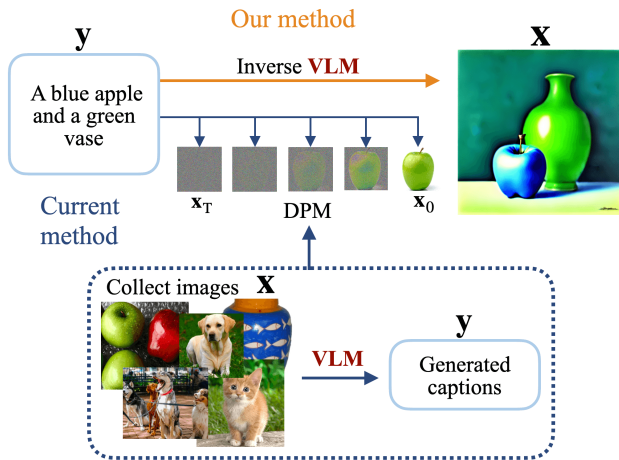 Our method
y
x
Inverse VLM
A blue apple
and a green
vase
x_T
x_0
DPM
Current
method
Collect images x
y
VLM
Generated
captions